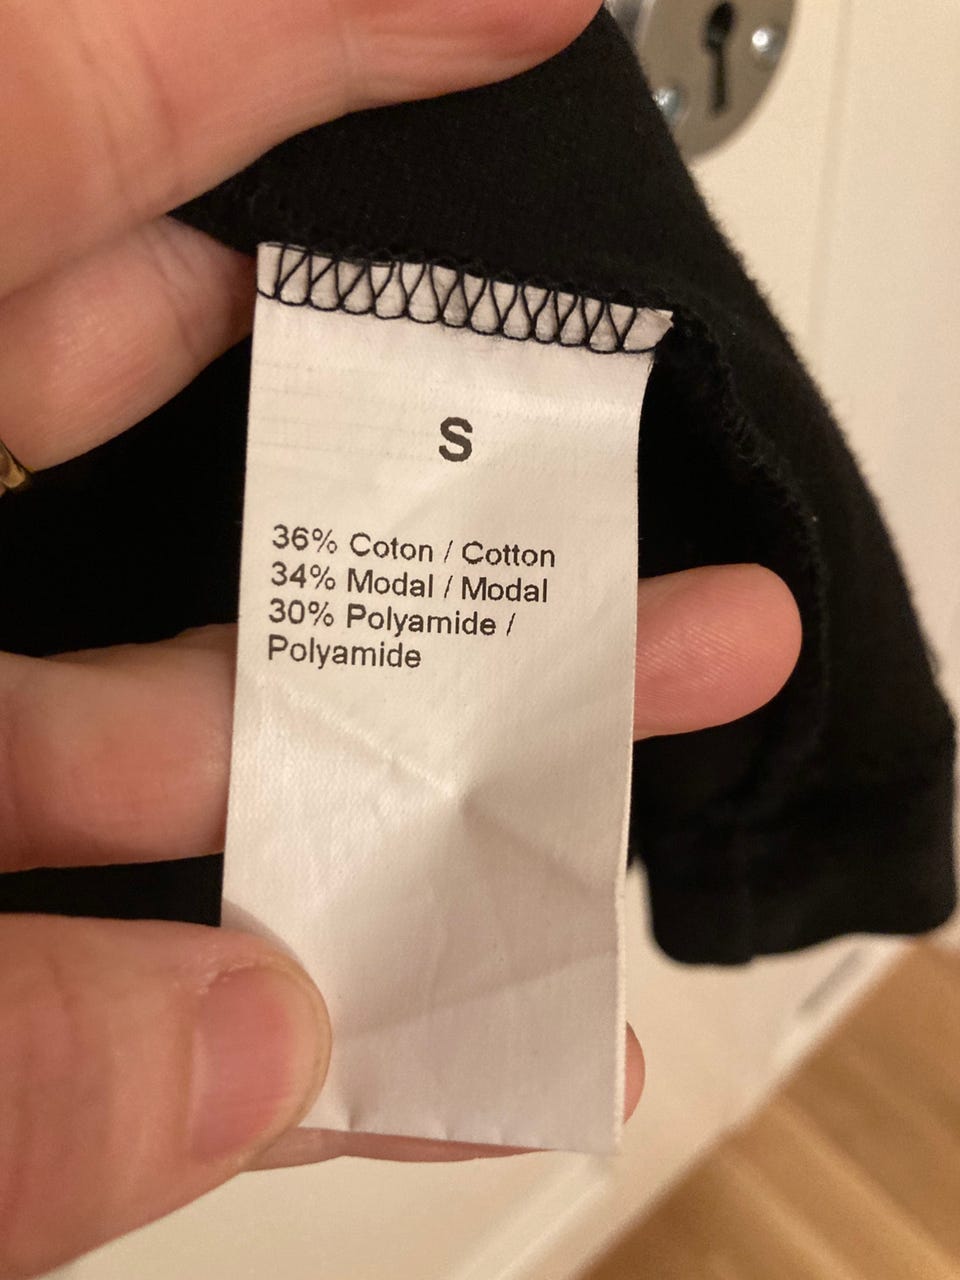 S
36% Coton / Cotton
34% Modal / Modal
30% Polyamide /
Polyamide